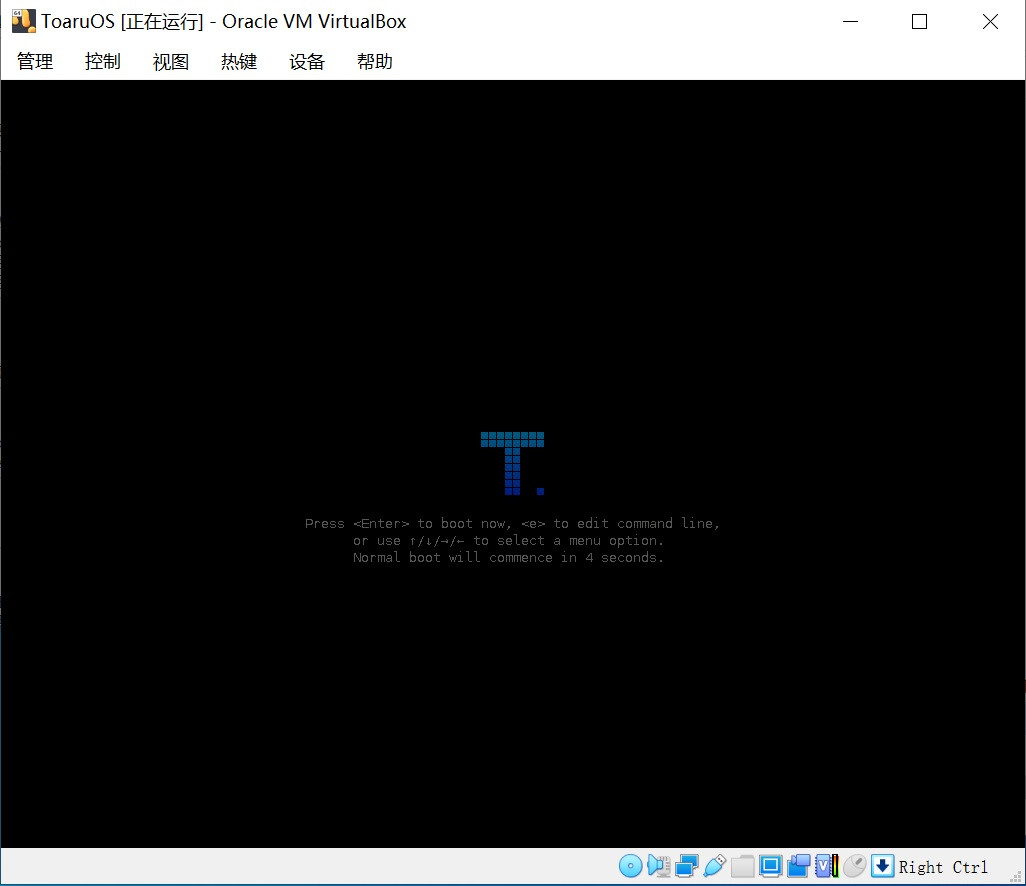 ToaruOS [正在运行] - Oracle VM VirtualBox
管理 控制 视图 热键 设备 帮助
T.
Press <Enter> to boot now, <e> to edit command line,
or use ↑/↓/→/← to select a menu option.
Normal boot will commence in 4 seconds.
Right Ctrl